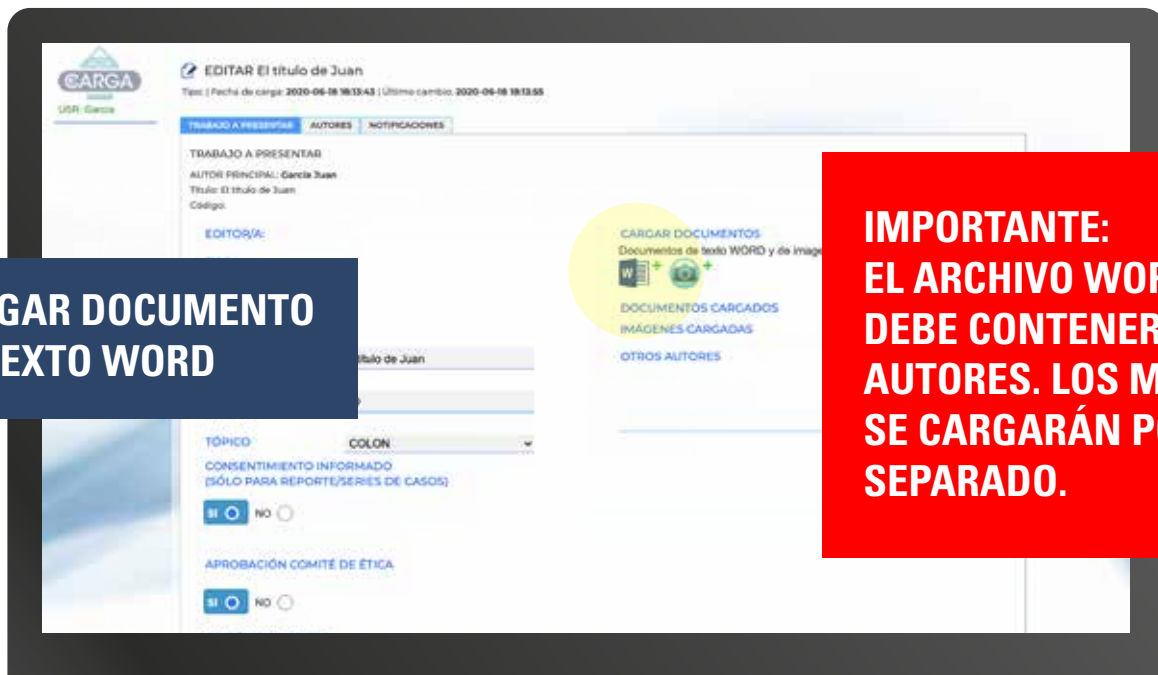 CARGA
USR: Garcia
EDITAR El título de Juan
Tipo: | Fecha de carga: 2020-06-18 18:13:43 | Último cambio: 2020-06-18 18:13:55
TRABAJO A PRESENTAR AUTORES NOTIFICACIONES
TRABAJO A PRESENTAR
AUTOR PRINCIPAL: Garcia Juan
Título: El título de Juan
Código:
EDITOR/A:
CARGAR DOCUMENTOS
Documentos de texto WORD y de image
W
DOCUMENTOS CARGADOS
IMÁGENES CARGADAS
OTROS AUTORES
GAR DOCUMENTO
EXTO WORD
título de Juan
TÓPICO COLON
CONSENTIMIENTO INFORMADO
(SÓLO PARA REPORTE/SERIES DE CASOS)
SI NO
APROBACIÓN COMITÉ DE ÉTICA
SI NO
IMPORTANTE:
EL ARCHIVO WOR
DEBE CONTENER
AUTORES. LOS M
SE CARGARÁN PO
SEPARADO.